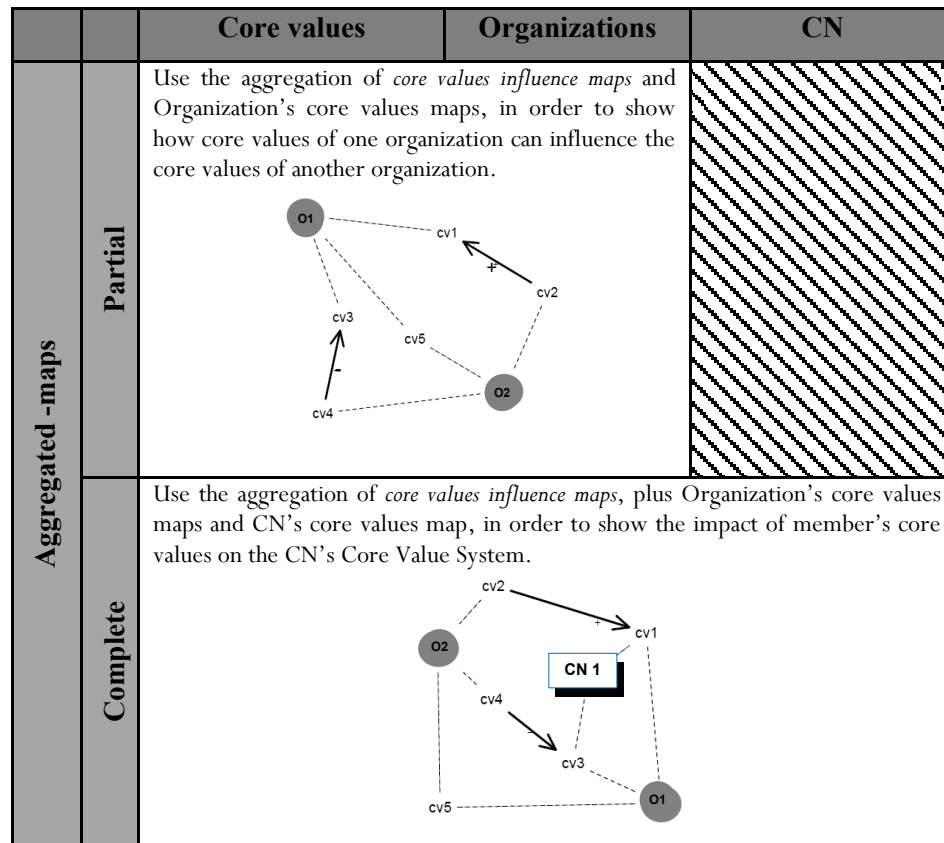 Core values Organizations CN
Aggregated -maps
Partial
Use the aggregation of core values influence maps and
Organization's core values maps, in order to show
how core values of one organization can influence the
core values of another organization.
O1
cv1
+
cv2
cv3
cv5
-
O2
cv4
Complete
Use the aggregation of core values influence maps, plus Organization's core values
maps and CN's core values map, in order to show the impact of member's core
values on the CN's Core Value System.
cv2
+
cv1
O2
CN 1
cv4
-
cv3
O1
cv5